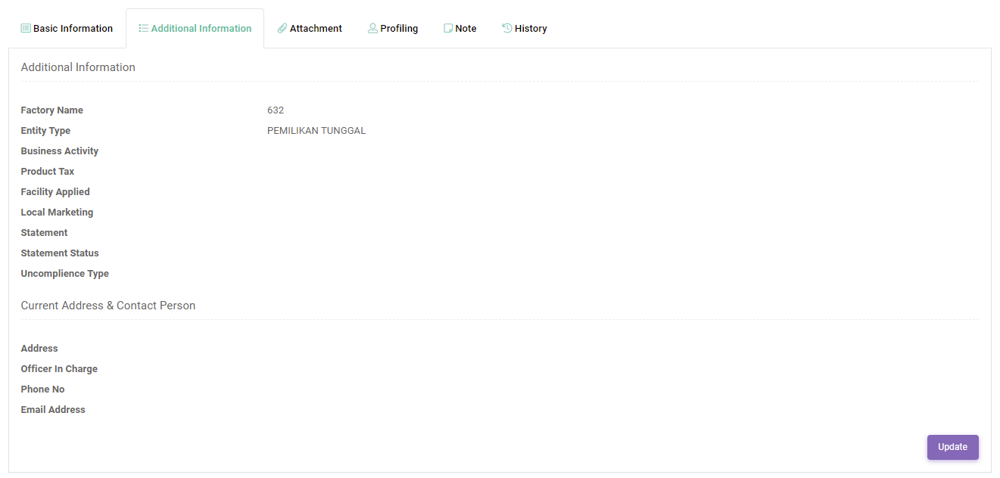 Basic Information Additional Information Attachment Profiling Note History
Additional Information
Factory Name 632
Entity Type PEMILIKAN TUNGGAL
Business Activity
Product Tax
Facility Applied
Local Marketing
Statement
Statement Status
Uncomplience Type
Current Address & Contact Person
Address
Officer In Charge
Phone No
Email Address
Update